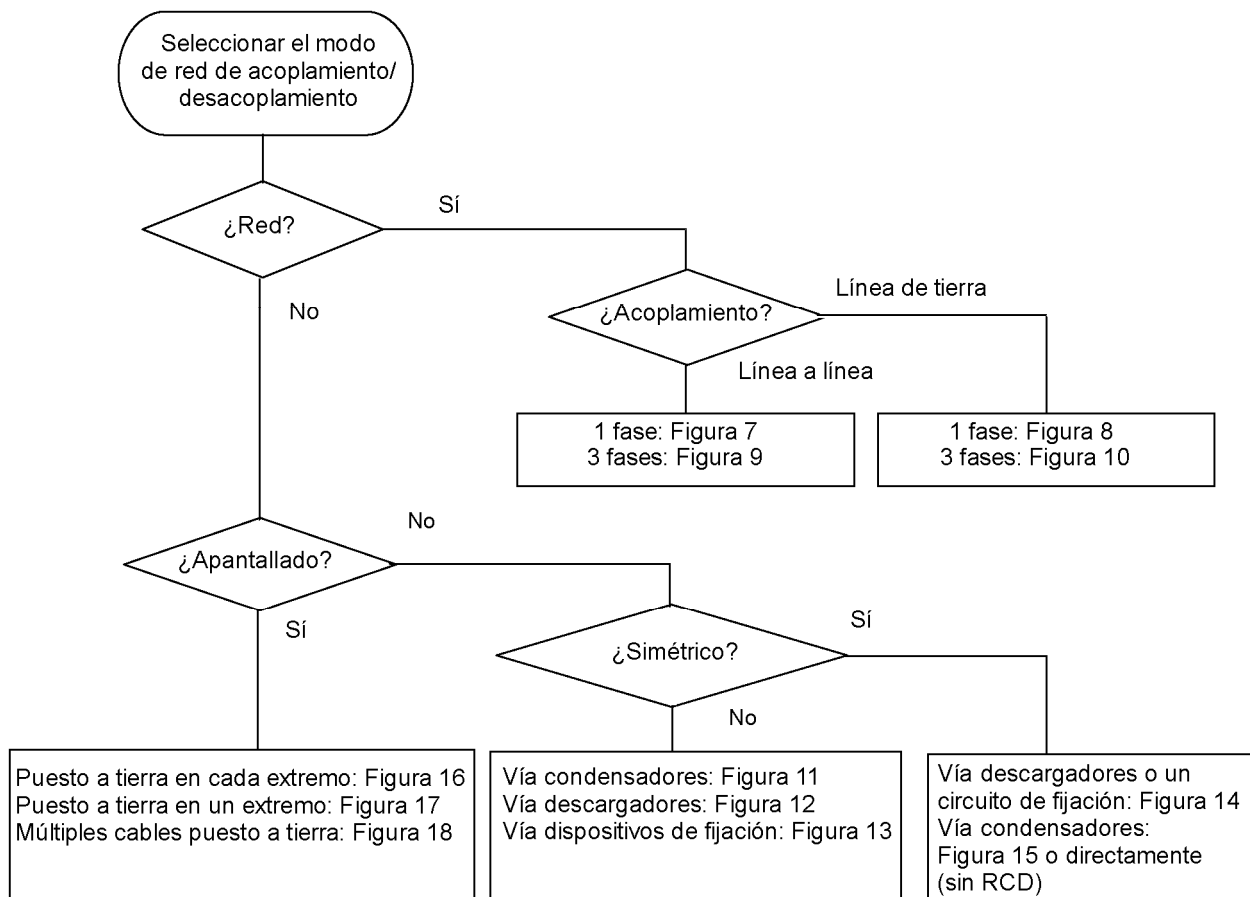 Seleccionar el modo
de red de acoplamiento/
desacoplamiento
¿Red?
Sí
No
¿Acoplamiento?
Línea de tierra
Línea a línea
1 fase: Figura 7
3 fases: Figura 9
1 fase: Figura 8
3 fases: Figura 10
¿Apantallado?
No
Sí
¿Simétrico?
Sí
No
Puesto a tierra en cada extremo: Figura 16
Puesto a tierra en un extremo: Figura 17
Múltiples cables puesto a tierra: Figura 18
Vía condensadores: Figura 11
Vía descargadores: Figura 12
Vía dispositivos de fijación: Figura 13
Vía descargadores o un
circuito de fijación: Figura 14
Vía condensadores:
Figura 15 o directamente
(sin RCD)